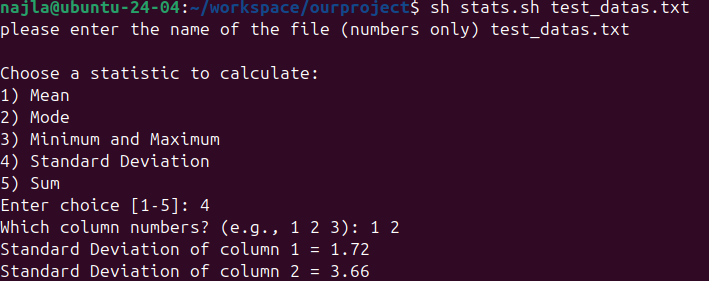 najla@ubuntu-24-04:~/workspace/ourproject$ sh stats.sh test_datas.txt
please enter the name of the file (numbers only) test_datas.txt
Choose a statistic to calculate:
1) Mean
2) Mode
3) Minimum and Maximum
4) Standard Deviation
5) Sum
Enter choice [1-5]: 4
Which column numbers? (e.g., 1 2 3): 1 2
Standard Deviation of column 1 = 1.72
Standard Deviation of column 2 = 3.66